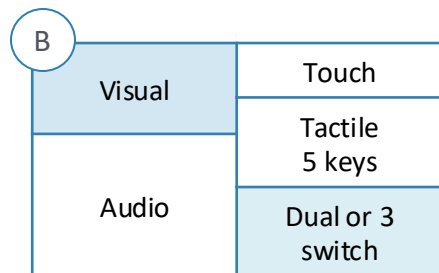 B
Visual
Touch
Tactile
5 keys
Audio
Dual or 3
switch